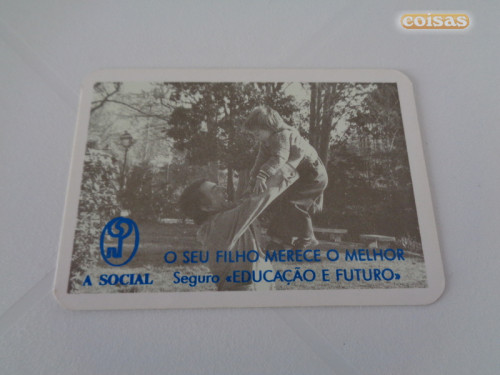 coisas
O SEU FILHO MERECE O MELHOR
A SOCIAL Seguro «EDUCAÇÃO E FUTURO»